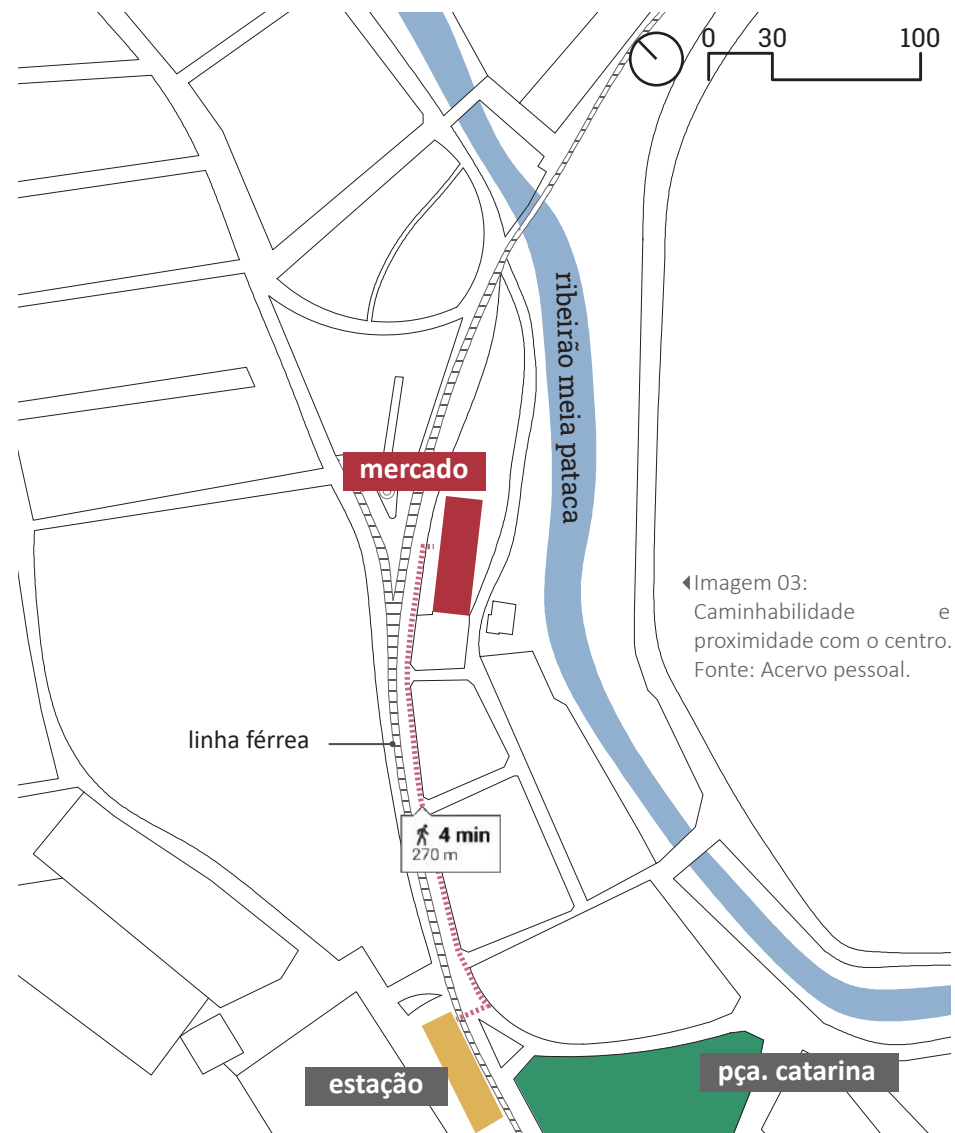 0 30 100
ribeirão meia pataca
mercado
◂Imagem 03:
Caminhabilidade e
proximidade com o centro.
Fonte: Acervo pessoal.
linha férrea
4 min
270 m
pça. catarina
estação